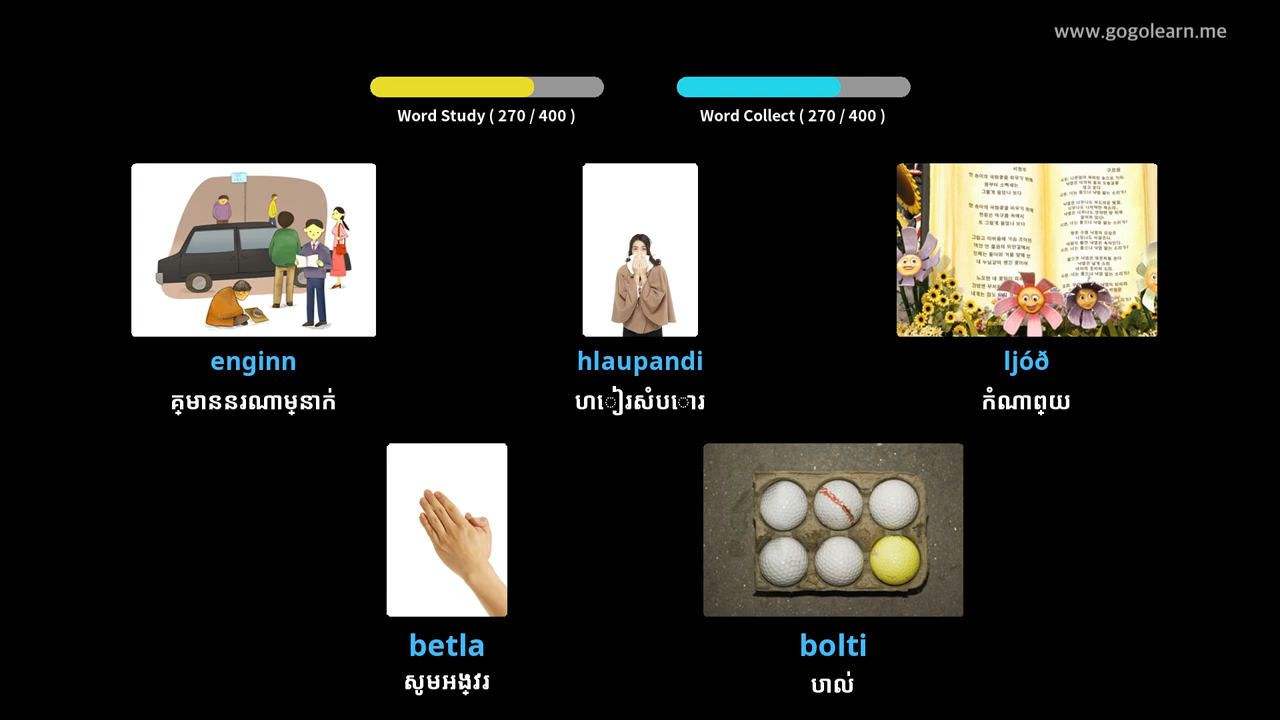 www.gogolearn.me
Word Study ( 270 / 400 )
Word Collect ( 270 / 400 )
enginn
hlaupandi
ljóð
គ្មាននរណាម្នាក់
ហៀរសំបោរ
កំណាព្យ
betla
bolti
សូមអង្វរ
បាល់